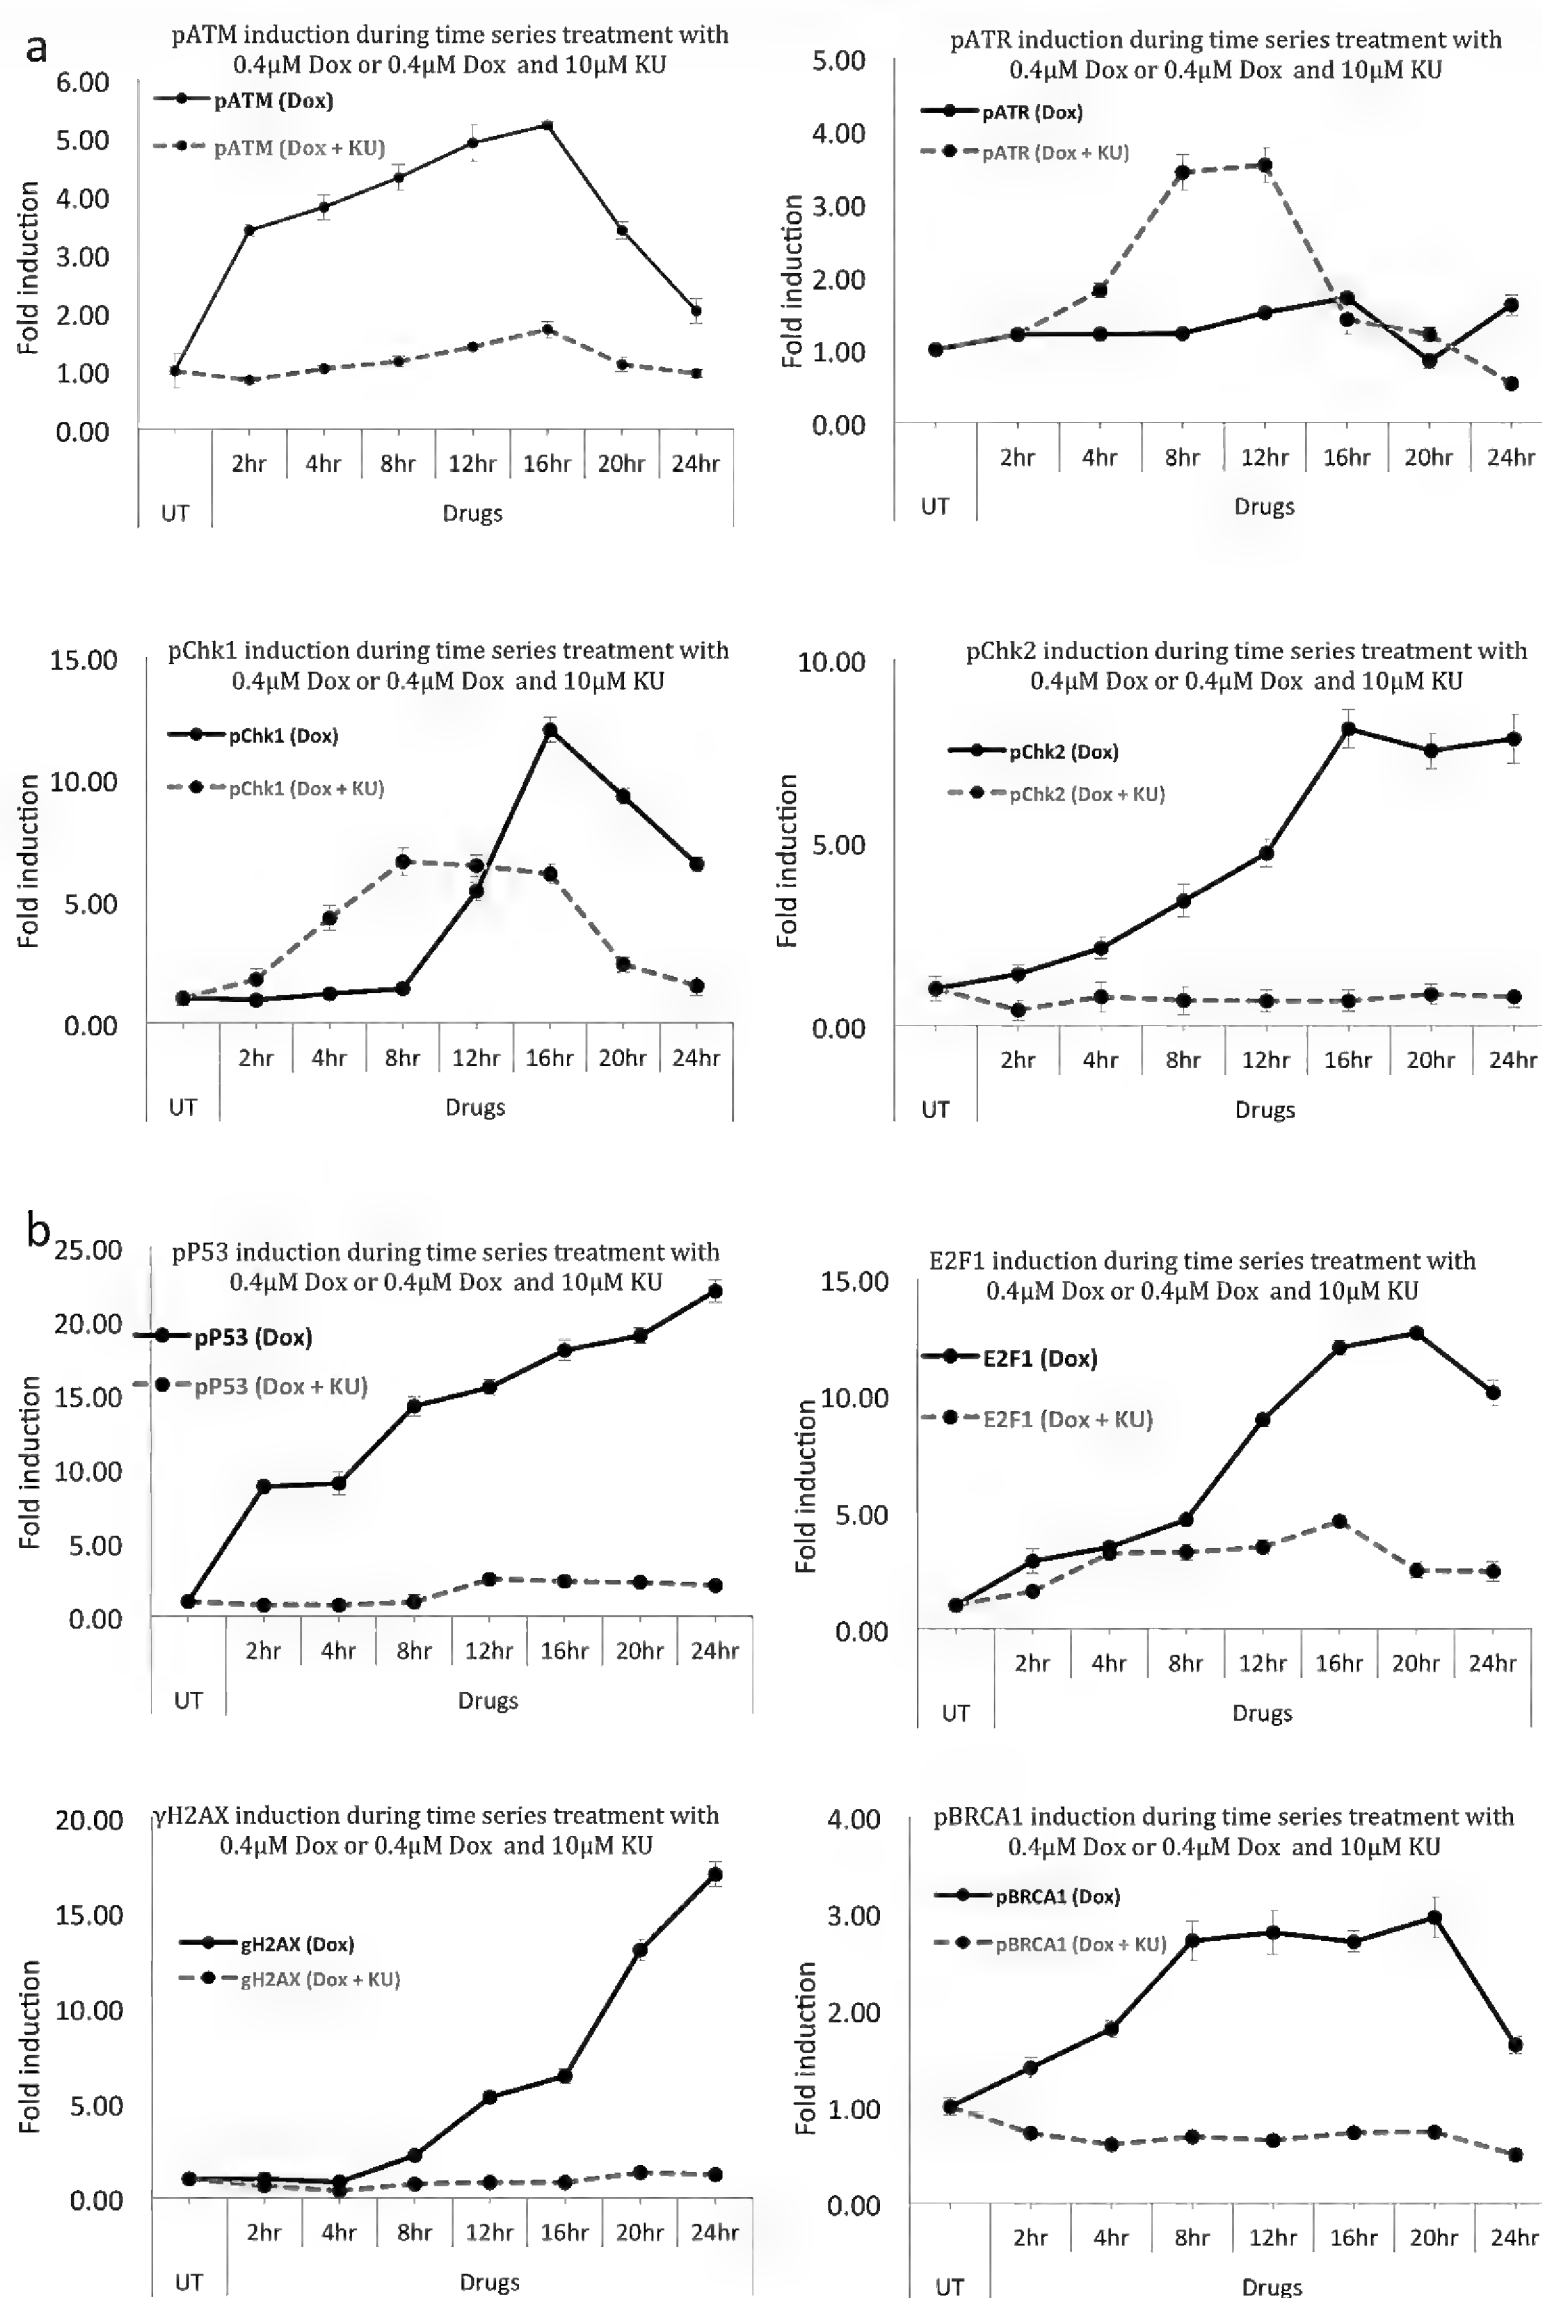 a
pATM induction during time series treatment with
0.4μM Dox or 0.4μM Dox and 10μM KU
6.00
5.00
4.00
3.00
2.00
1.00
0.00
Fold induction
pATM (Dox)
pATM (Dox + KU)
2hr 4hr 8hr 12hr 16hr 20hr 24hr
UT Drugs
pATR induction during time series treatment with
0.4μM Dox or 0.4μM Dox and 10μM KU
5.00
4.00
3.00
2.00
1.00
0.00
Fold induction
pATR (Dox)
pATR (Dox + KU)
2hr 4hr 8hr 12hr 16hr 20hr 24hr
UT Drugs
pChk1 induction during time series treatment with
0.4μM Dox or 0.4μM Dox and 10μM KU
15.00
10.00
5.00
0.00
Fold induction
pChk1 (Dox)
pChk1 (Dox + KU)
2hr 4hr 8hr 12hr 16hr 20hr 24hr
UT Drugs
pChk2 induction during time series treatment with
0.4μM Dox or 0.4μM Dox and 10μM KU
10.00
5.00
0.00
Fold induction
pChk2 (Dox)
pChk2 (Dox + KU)
2hr 4hr 8hr 12hr 16hr 20hr 24hr
UT Drugs
b
pP53 induction during time series treatment with
0.4μM Dox or 0.4μM Dox and 10μM KU
25.00
20.00
15.00
10.00
5.00
0.00
Fold induction
pP53 (Dox)
pP53 (Dox + KU)
2hr 4hr 8hr 12hr 16hr 20hr 24hr
UT Drugs
E2F1 induction during time series treatment with
0.4μM Dox or 0.4μM Dox and 10μM KU
15.00
10.00
5.00
0.00
Fold induction
E2F1 (Dox)
E2F1 (Dox + KU)
2hr 4hr 8hr 12hr 16hr 20hr 24hr
UT Drugs
γH2AX induction during time series treatment with
0.4μM Dox or 0.4μM Dox and 10μM KU
20.00
15.00
10.00
5.00
0.00
Fold induction
gH2AX (Dox)
gH2AX (Dox + KU)
2hr 4hr 8hr 12hr 16hr 20hr 24hr
UT Drugs
pBRCA1 induction during time series treatment with
0.4μM Dox or 0.4μM Dox and 10μM KU
4.00
3.00
2.00
1.00
0.00
Fold induction
pBRCA1 (Dox)
pBRCA1 (Dox + KU)
2hr 4hr 8hr 12hr 16hr 20hr 24hr
UT Drugs